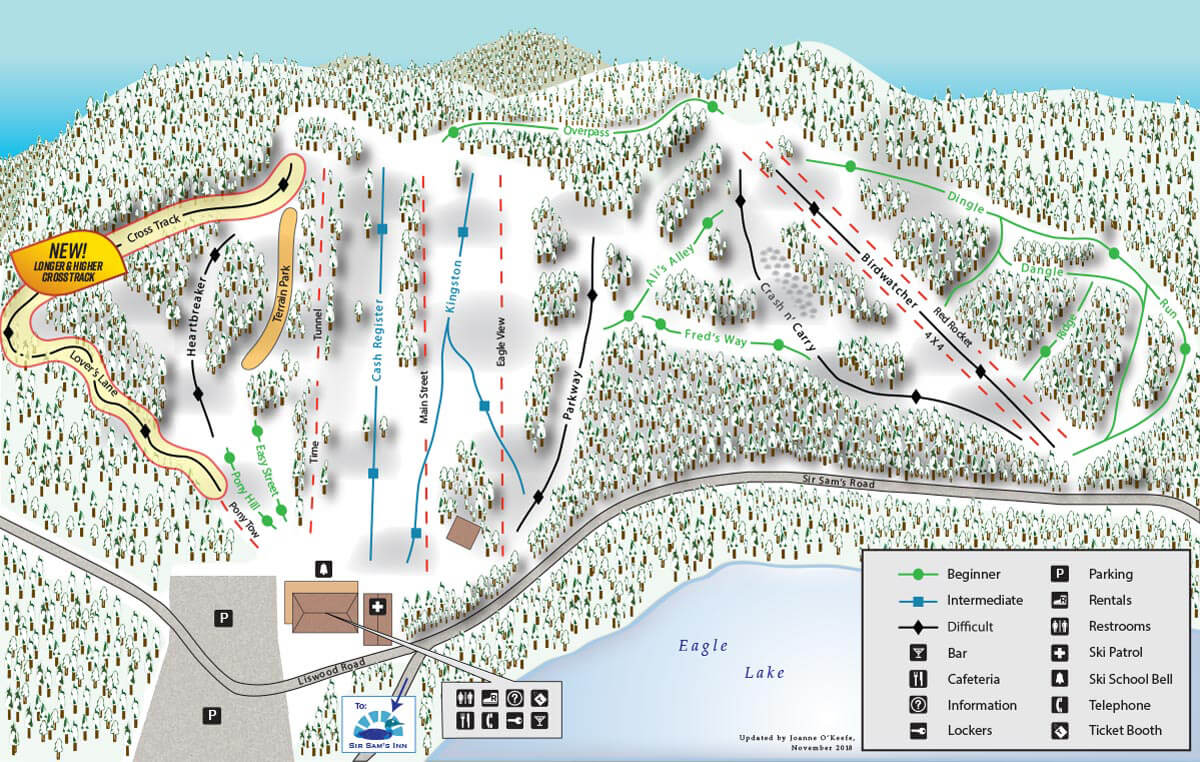 Overpass
Cross Track
NEW!
LONGER & HIGHER
CROSSTRACK
Lover's Lane
Heartbreaker
Terrain Park
Tunnel
Time
Easy Street
Pony Hill
Pony Tow
Cash Register
Main Street
Kingston
Eagle View
Parkway
Ali's Alley
Fred's Way
Crash n' Carry
Birdwatcher
Red Rocket
4 X 4
Dingle
Dangle
Ridge
Run
Sir Sam's Road
Liswood Road
P
P
To:
SIR SAM'S INN
?
Eagle
Lake
Updated by Joanne O'Keefe,
November 2018
Beginner
P Parking
Intermediate
Rentals
Difficult
Restrooms
Bar
Ski Patrol
Cafeteria
Ski School Bell
? Information
Telephone
Lockers
Ticket Booth